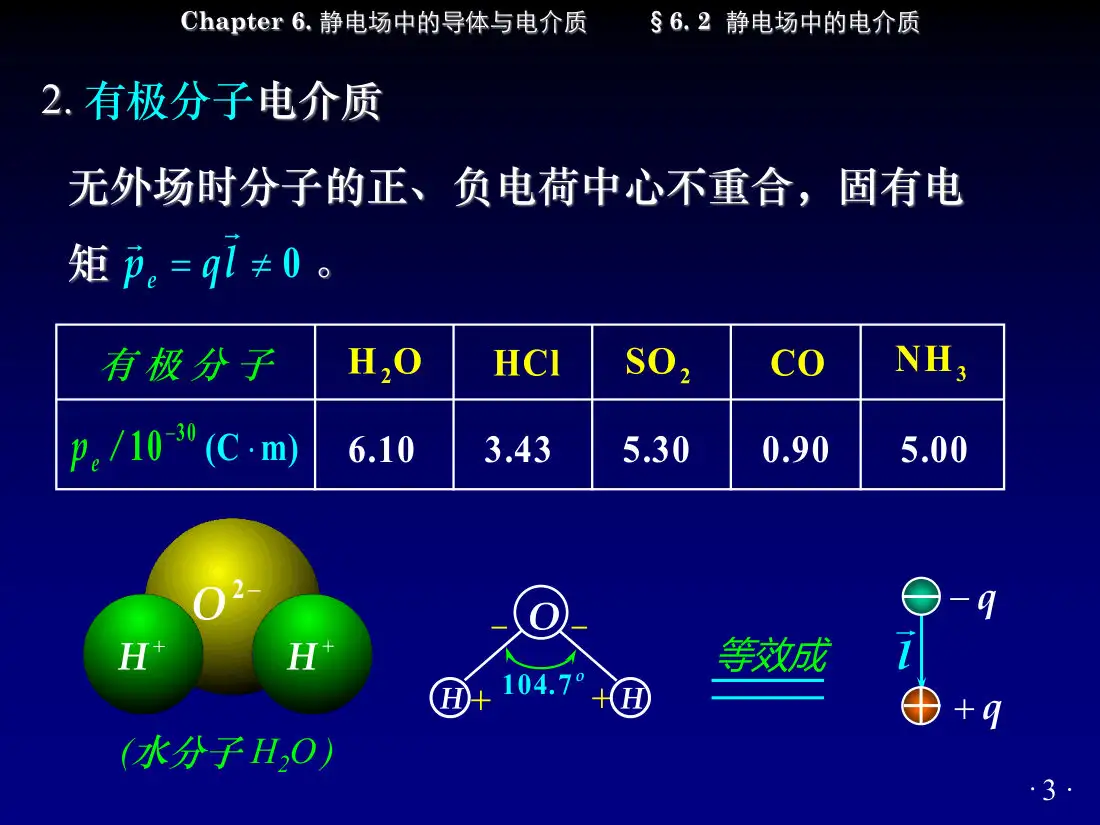 Chapter 6. 静电场中的导体与电介质 §6. 2 静电场中的电介质
2. 有极分子电介质
无外场时分子的正、负电荷中心不重合，固有电
矩 p⃗ₑ = q l⃗ ≠ 0 。
有极分子 H₂O HCl SO₂ CO NH₃
pₑ / 10⁻³⁰ (C · m) 6.10 3.43 5.30 0.90 5.00
O²⁻
H⁺ H⁺
(水分子 H₂O )
− O −
104.7°
H + + H
等效成
− q
l⃗
+ q
· 3 ·